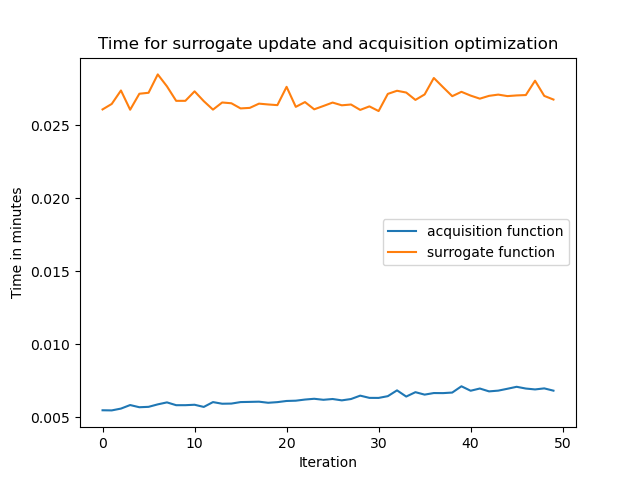 Time for surrogate update and acquisition optimization
Time in minutes
0.025
0.020
0.015
0.010
0.005
acquisition function
surrogate function
0 10 20 30 40 50
Iteration